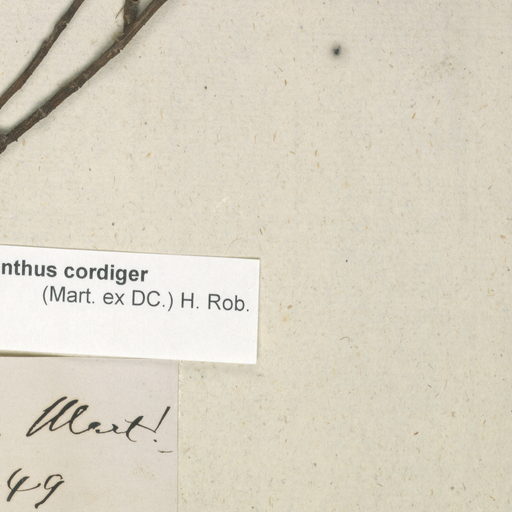 nthus cordiger
(Mart. ex DC.) H. Rob.
Mart!
49